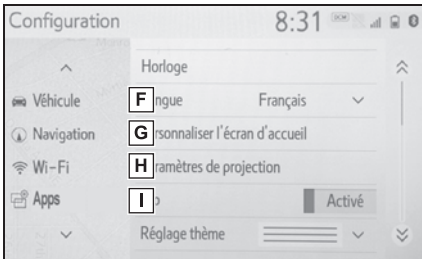 Configuration 8:31
Horloge
Véhicule
F ngue Français
Navigation
G rsonnaliser l'écran d'accueil
Wi-Fi
H ramètres de projection
Apps
I Activé
Réglage thème